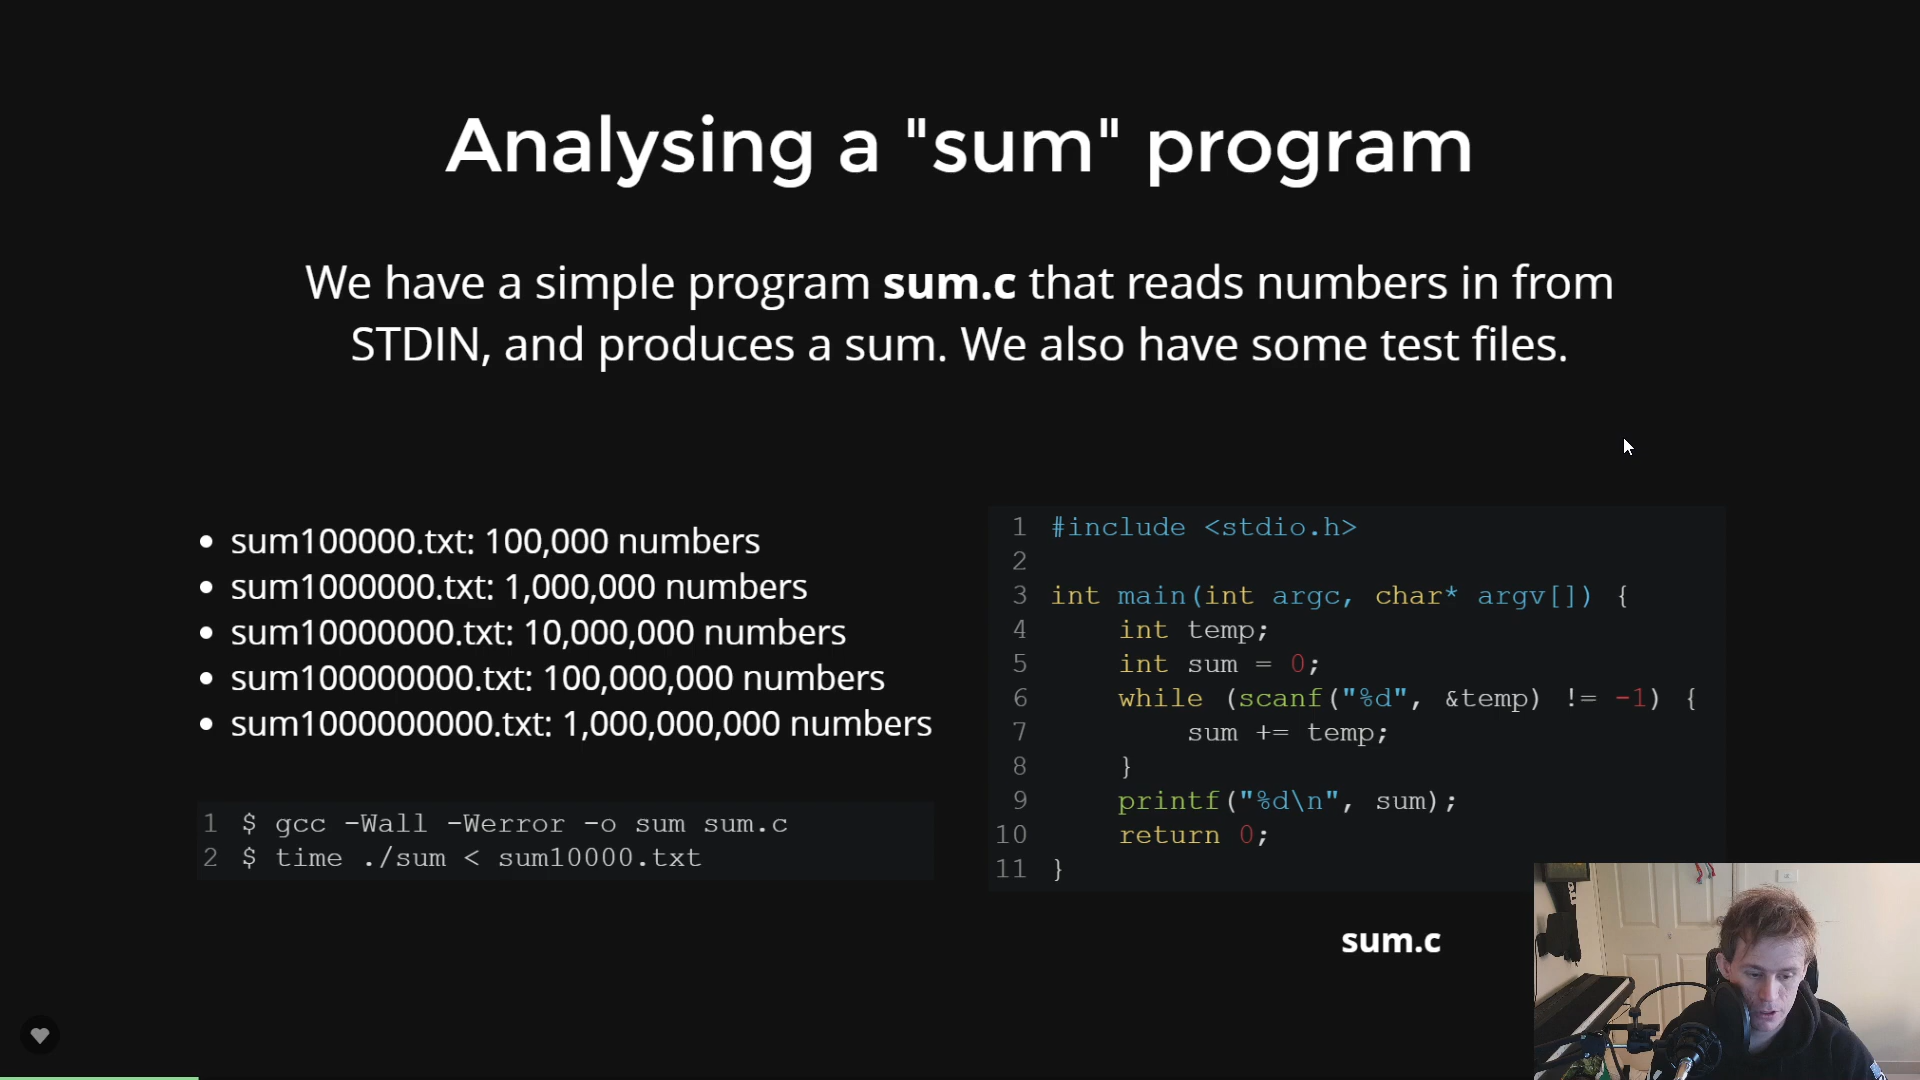 Analysing a "sum" program
We have a simple program sum.c that reads numbers in from
STDIN, and produces a sum. We also have some test files.
• sum100000.txt: 100,000 numbers
• sum1000000.txt: 1,000,000 numbers
• sum10000000.txt: 10,000,000 numbers
• sum100000000.txt: 100,000,000 numbers
• sum1000000000.txt: 1,000,000,000 numbers
1 $ gcc -Wall -Werror -o sum sum.c
2 $ time ./sum < sum10000.txt
1 #include <stdio.h>
2
3 int main(int argc, char* argv[]) {
4     int temp;
5     int sum = 0;
6     while (scanf("%d", &temp) != -1) {
7         sum += temp;
8     }
9     printf("%d\n", sum);
10     return 0;
11 }
sum.c